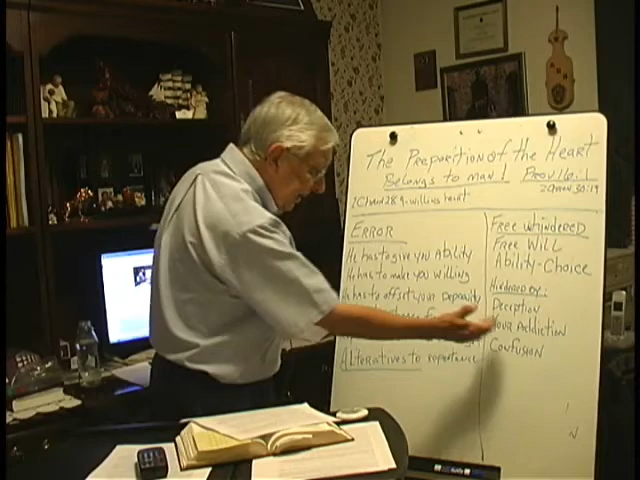 The Preparition of the Heart
Belongs to man! Prov 16:1
1 Chron 28:9-willing heart 2 Chron 30:19
ERROR
He has to give you Ability
He has to make you willing
has to offset your Depravity
Alternatives to repentance
Free Unhindered
Free Will
Ability-Choice
Hindered by:
Deception
Your Addiction
Confusion